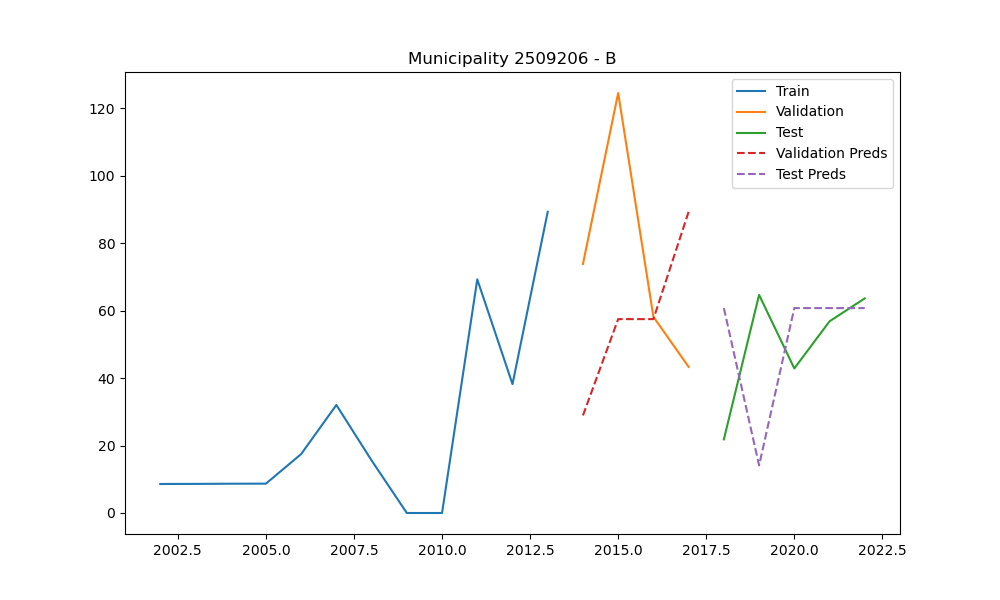 Municipality 2509206 - B
Train
Validation
Test
Validation Preds
Test Preds
120
100
80
60
40
20
0
2002.5 2005.0 2007.5 2010.0 2012.5 2015.0 2017.5 2020.0 2022.5